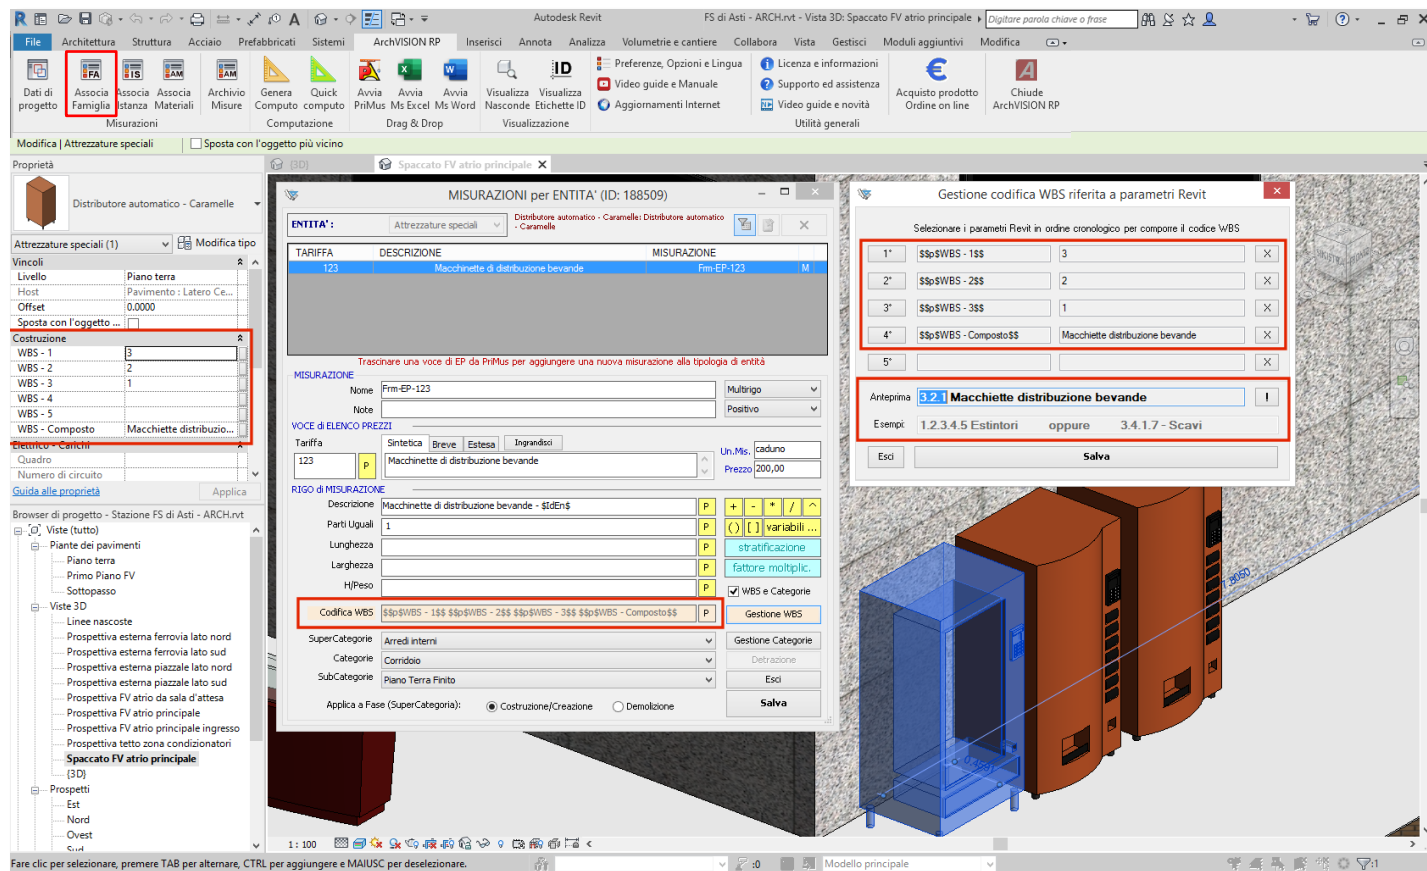 Autodesk Revit
FS di Asti - ARCH.rvt - Vista 3D: Spaccato FV atrio principale
Digitare parola chiave o frase
File Architettura Struttura Acciaio Prefabbricati Sistemi ArchVISION RP Inserisci Annota Analizza Volumetrie e cantiere Collabora Vista Gestisci Moduli aggiuntivi Modifica
Dati di progetto
Associa Famiglia
Associa Istanza
Associa Materiali
Archivio Misure
Genera Computo
Quick computo
Avvia PriMus
Avvia Ms Excel
Avvia Ms Word
Visualizza Nasconde
Visualizza Etichette ID
Preferenze, Opzioni e Lingua
Video guide e Manuale
Aggiornamenti Internet
Licenza e informazioni
Supporto ed assistenza
Video guide e novità
Acquisto prodotto Ordine on line
Chiude ArchVISION RP
Misurazioni
Computazione
Drag & Drop
Visualizzazione
Utilità generali
Modifica | Attrezzature speciali
Sposta con l'oggetto più vicino
Proprietà
Distributore automatico - Caramelle
Attrezzature speciali (1)
Modifica tipo
Vincoli
Livello Piano terra
Host Pavimento : Latero Ce...
Offset 0.0000
Sposta con l'oggetto ...
Costruzione
WBS - 1 3
WBS - 2 2
WBS - 3 1
WBS - 4
WBS - 5
WBS - Composto Macchiette distribuzio...
Elettrico - Carichi
Quadro
Numero di circuito
Guida alle proprietà
Applica
Browser di progetto - Stazione FS di Asti - ARCH.rvt
Viste (tutto)
Piante dei pavimenti
Piano terra
Primo Piano FV
Sottopasso
Viste 3D
Linee nascoste
Prospettiva esterna ferrovia lato nord
Prospettiva esterna ferrovia lato sud
Prospettiva esterna piazzale lato nord
Prospettiva esterna piazzale lato sud
Prospettiva FV atrio da sala d'attesa
Prospettiva FV atrio principale
Prospettiva FV atrio principale ingresso
Prospettiva tetto zona condizionatori
Spaccato FV atrio principale
{3D}
Prospetti
Est
Nord
Ovest
Sud
{3D}
Spaccato FV atrio principale
MISURAZIONI per ENTITA' (ID: 188509)
ENTITA' :
Attrezzature speciali
Distributore automatico - Caramelle: Distributore automatico
- Caramelle
TARIFFA DESCRIZIONE MISURAZIONE
123 Macchinette di distribuzione bevande Frm-EP-123 M
Trascinare una voce di EP da PriMus per aggiungere una nuova misurazione alla tipologia di entità
MISURAZIONE
Nome Frm-EP-123 Multirigo
Note Positivo
VOCE di ELENCO PREZZI
Tariffa Sintetica Breve Estesa Ingrandisci
123 P Macchinette di distribuzione bevande
Un.Mis. caduno
Prezzo 200,00
RIGO di MISURAZIONE
Descrizione Macchinette di distribuzione bevande - $IdEn$ P + - * / ^
Parti Uguali 1 P ( ) [ ] variabili ...
Lunghezza P stratificazione
Larghezza P fattore moltiplic.
H/Peso P WBS e Categorie
Codifica WBS $$p$WBS - 1$$ $$p$WBS - 2$$ $$p$WBS - 3$$ $$p$WBS - Composto$$ P Gestione WBS
SuperCategorie Arredi interni Gestione Categorie
Categorie Corridoio Detrazione
SubCategorie Piano Terra Finito Esci
Applica a Fase (SuperCategoria): Costruzione/Creazione Demolizione Salva
Gestione codifica WBS riferita a parametri Revit
Selezionare i parametri Revit in ordine cronologico per comporre il codice WBS
1° $$p$WBS - 1$$ 3 X
2° $$p$WBS - 2$$ 2 X
3° $$p$WBS - 3$$ 1 X
4° $$p$WBS - Composto$$ Macchiette distribuzione bevande X
5° X
Anteprima 3.2.1 Macchiette distribuzione bevande !
Esempi: 1.2.3.4.5 Estintori oppure 3.4.1.7 - Scavi
Esci Salva
1 : 100
Fare clic per selezionare, premere TAB per alternare, CTRL per aggiungere e MAIUSC per deselezionare.
:0
Modello principale
:1